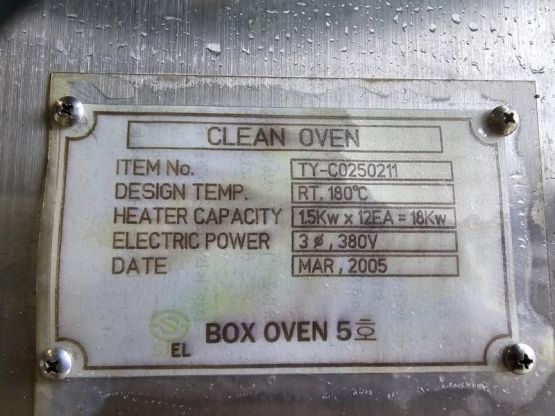 CLEAN OVEN
ITEM No. TY-C0250211
DESIGN TEMP. RT. 180℃
HEATER CAPACITY 1.5Kw x 12EA = 18Kw
ELECTRIC POWER 3 ø , 380V
DATE MAR , 2005
EL BOX OVEN 5호